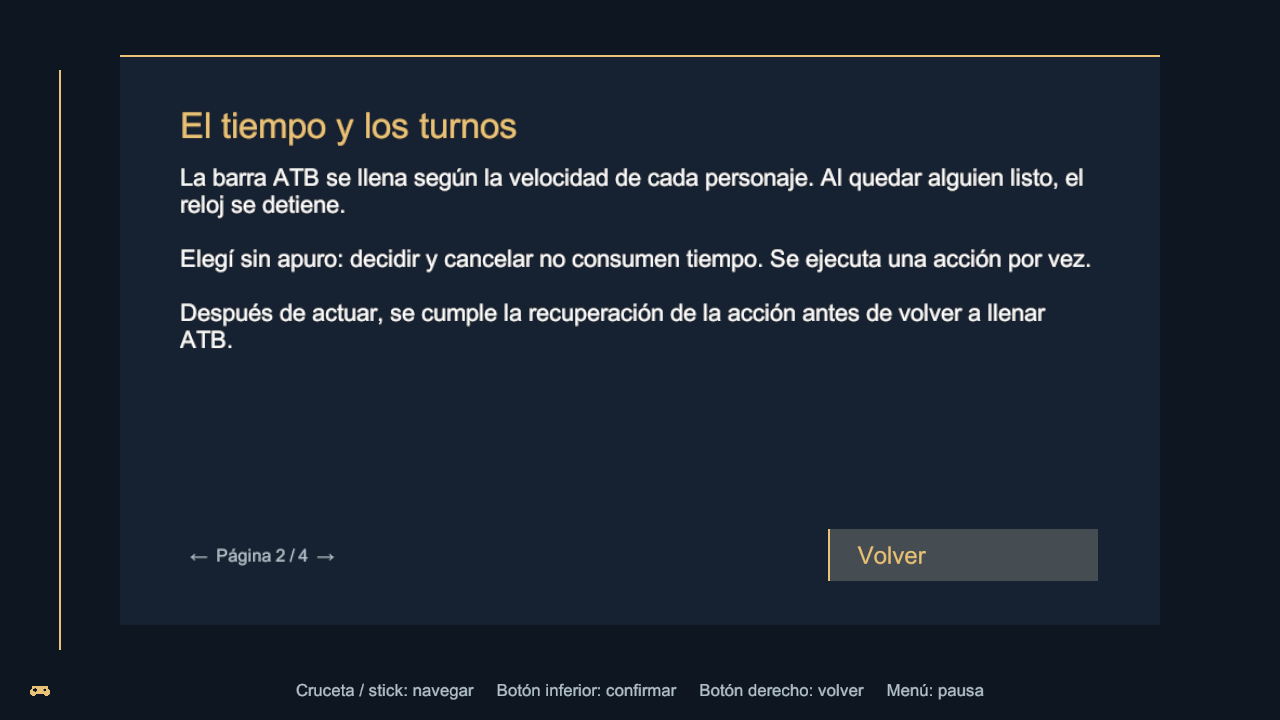 El tiempo y los turnos
La barra ATB se llena según la velocidad de cada personaje. Al quedar alguien listo, el
reloj se detiene.
Elegí sin apuro: decidir y cancelar no consumen tiempo. Se ejecuta una acción por vez.
Después de actuar, se cumple la recuperación de la acción antes de volver a llenar
ATB.
← Página 2 / 4 →
Volver
Cruceta / stick: navegar Botón inferior: confirmar Botón derecho: volver Menú: pausa